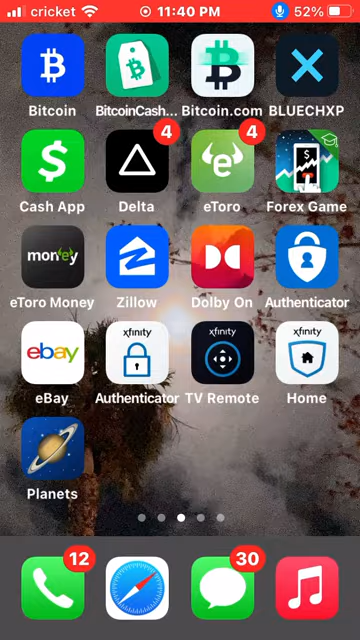 cricket 11:40 PM 52%
Bitcoin BitcoinCash... Bitcoin.com BLUECHXP
4 4
Cash App Delta eToro Forex Game
money
eToro Money Zillow Dolby On Authenticator
ebay xfinity xfinity xfinity
eBay Authenticator TV Remote Home
Planets
12 30